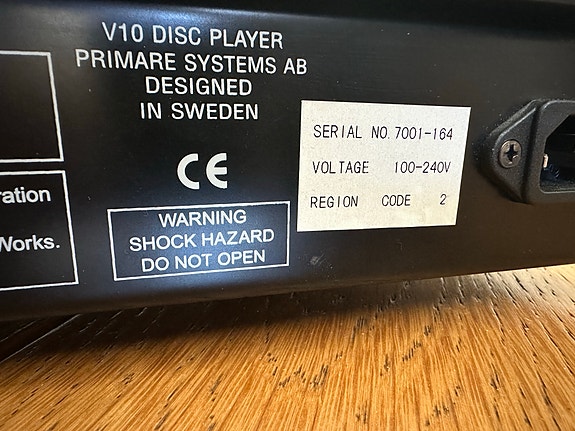 V10 DISC PLAYER
PRIMARE SYSTEMS AB
DESIGNED
IN SWEDEN
CE
WARNING
SHOCK HAZARD
DO NOT OPEN
SERIAL NO. 7001-164
VOLTAGE 100-240V
REGION CODE 2
ration
Works.